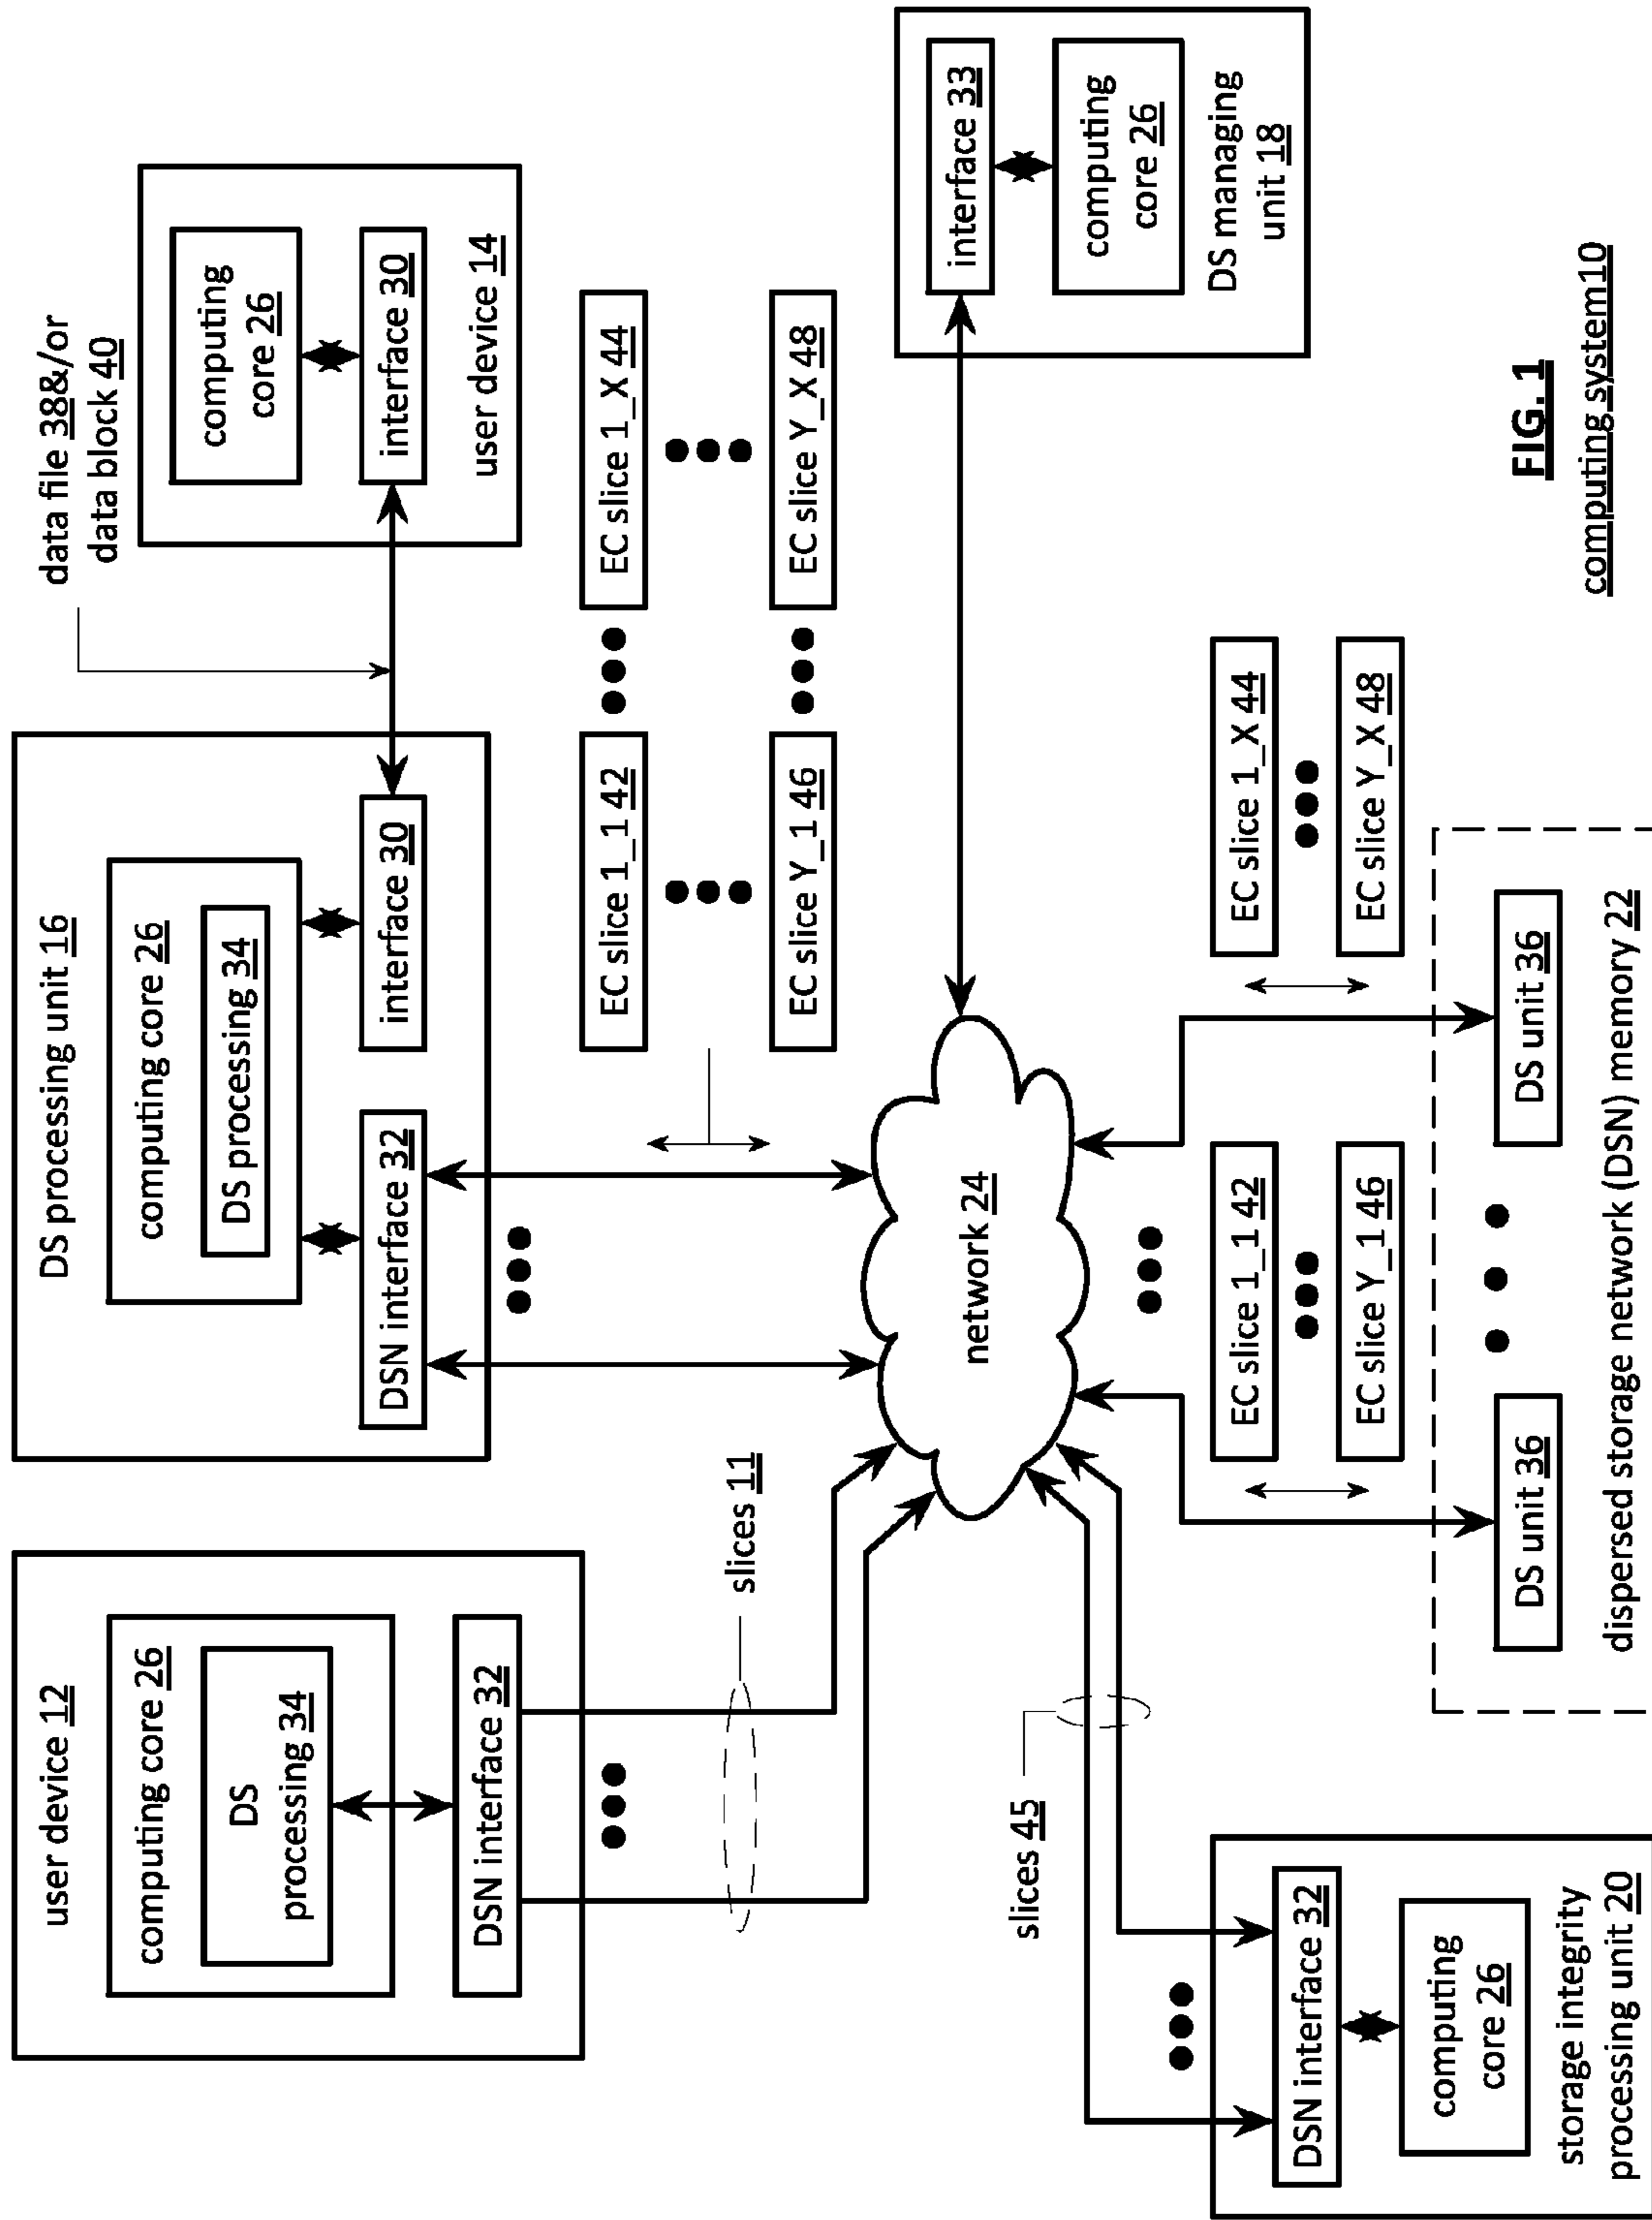 user device 12
computing core 26
DS
processing 34
DSN interface 32
slices 11
DS processing unit 16
computing core 26
DS processing 34
DSN interface 32
interface 30
data file 38&/or
data block 40
computing
core 26
interface 30
user device 14
EC slice 1_1 42
EC slice 1_X 44
EC slice Y_1 46
EC slice Y_X 48
network 24
interface 33
computing
core 26
DS managing
unit 18
slices 45
DSN interface 32
computing
core 26
storage integrity
processing unit 20
EC slice 1_1 42
EC slice Y_1 46
EC slice 1_X 44
EC slice Y_X 48
DS unit 36
DS unit 36
dispersed storage network (DSN) memory 22
FIG. 1
computing system10